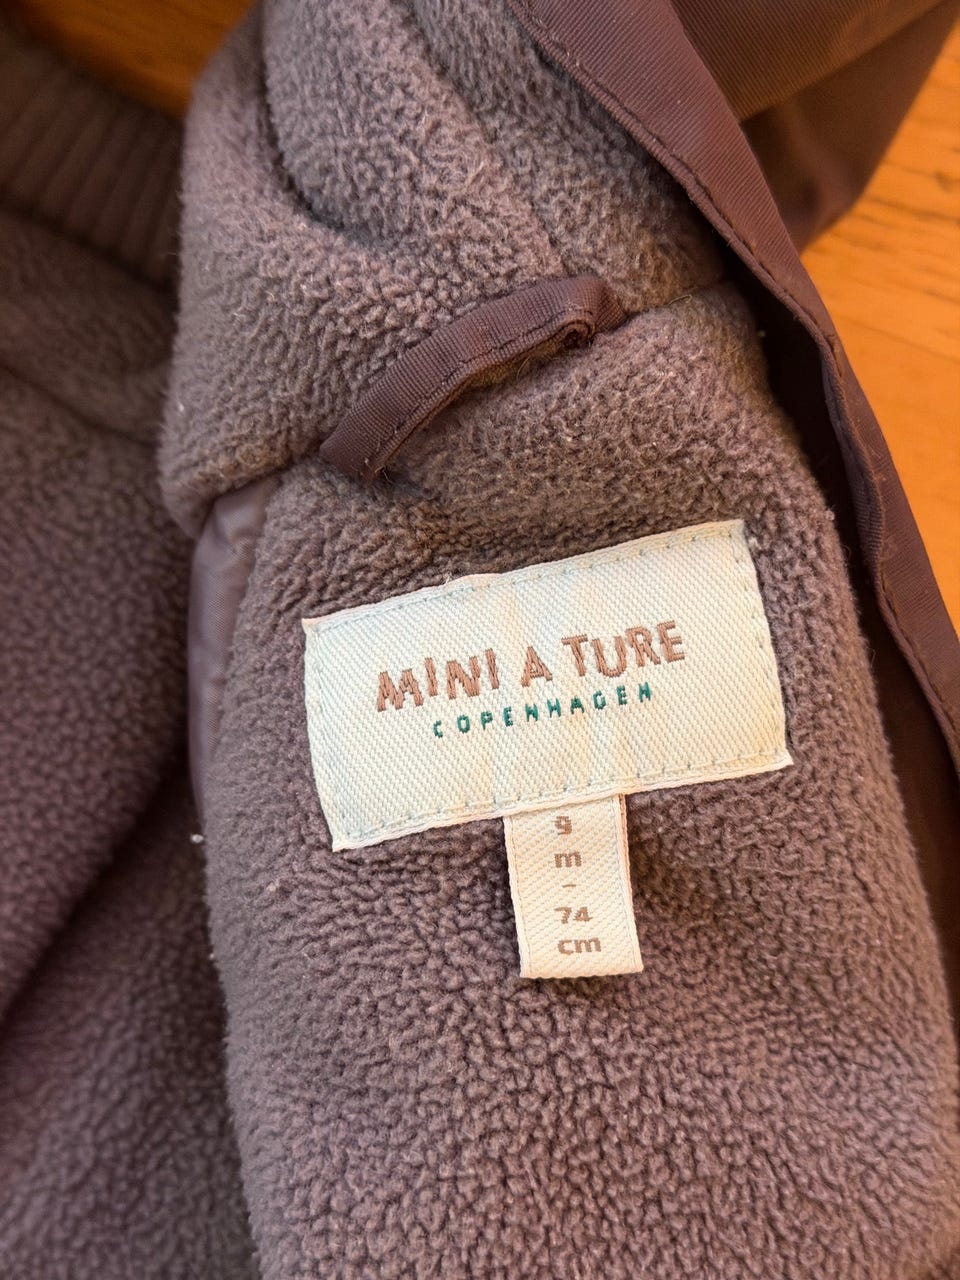 MINI A TURE
COPENHAGEN
9
m
-
74
cm